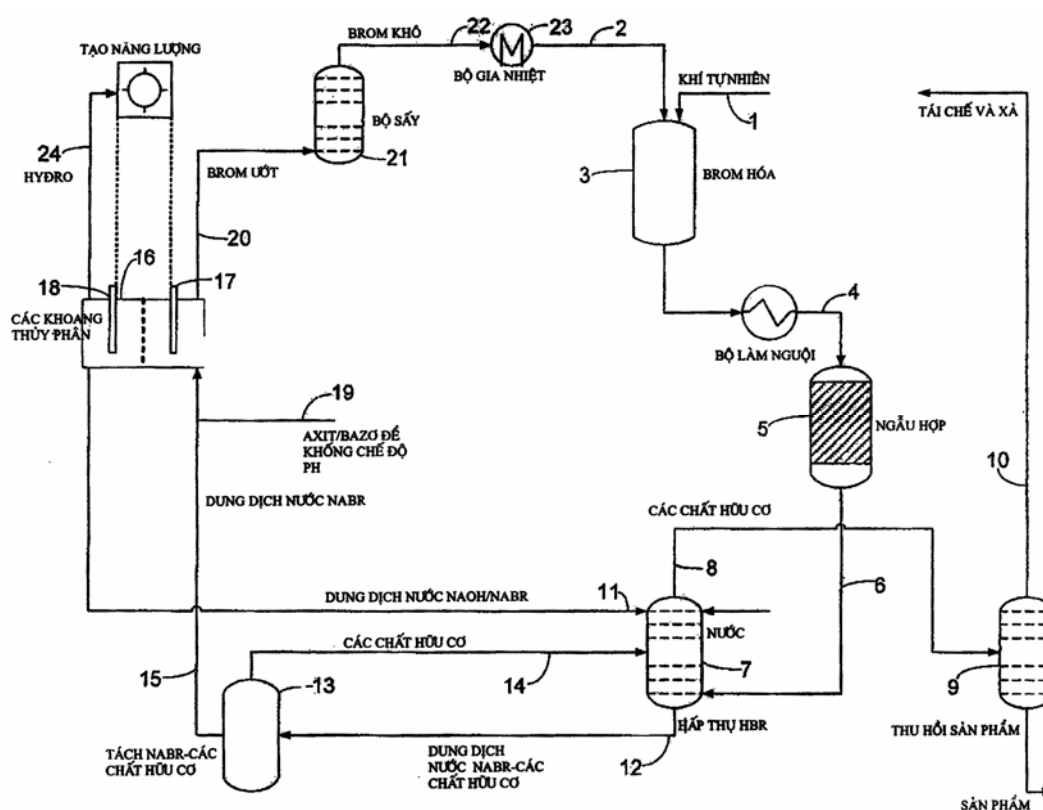 TẠO NĂNG LƯỢNG
BROM KHÔ
22
23
2
BỘ GIA NHIỆT
KHÍ TỰ NHIÊN
1
TÁI CHẾ VÀ XẢ
24
HYĐRO
BỘ SẤY
21
BROM ƯỚT
3
BROM HÓA
20
16
17
18
CÁC KHOANG
THỦY PHÂN
4
BỘ LÀM NGUỘI
19
AXIT/BAZƠ ĐỂ
KHỐNG CHẾ ĐỘ
PH
5
NGẪU HỢP
10
DUNG DỊCH NƯỚC NABR
CÁC CHẤT HỮU CƠ
8
6
DUNG DỊCH NƯỚC NAOH/NABR
11
NƯỚC
CÁC CHẤT HỮU CƠ
15
13
14
7
9
HẤP THỤ HBR
THU HỒI SẢN PHẨM
TÁCH NABR-CÁC
CHẤT HỮU CƠ
DUNG DỊCH
NƯỚC NABR-CÁC
CHẤT HỮU CƠ
12
SẢN PHẨM